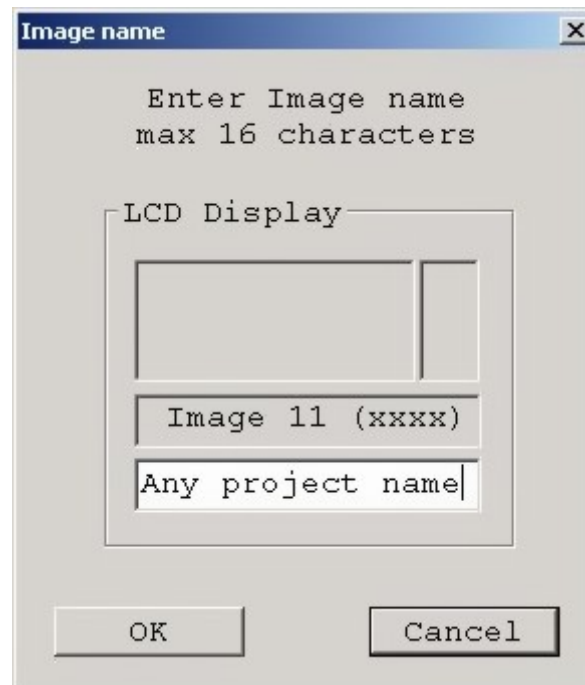 Image name
Enter Image name
max 16 characters
LCD Display
Image 11 (xxxx)
Any project name
OK
Cancel